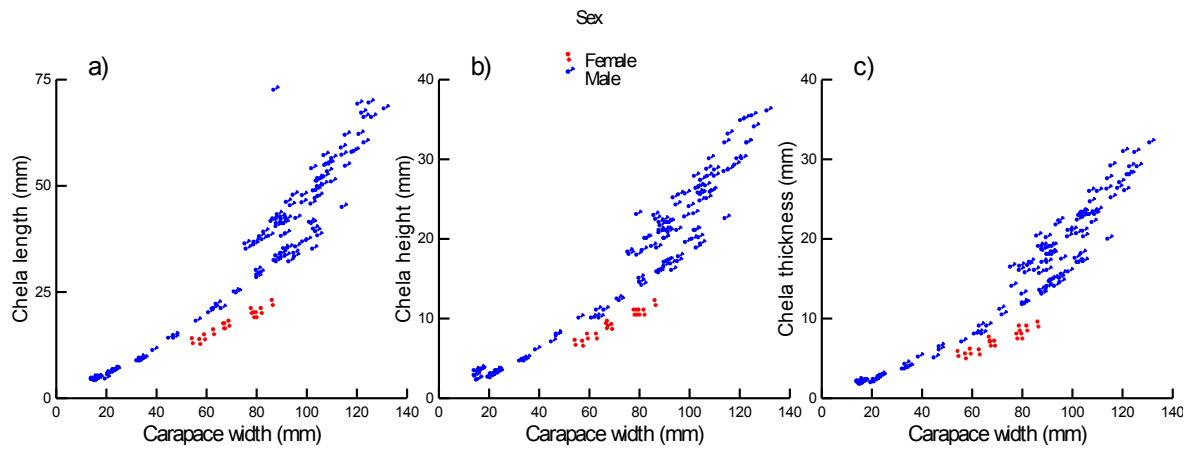 Sex
Female
Male
a)
75
50
25
0
Chela length (mm)
0 20 40 60 80 100 120 140
Carapace width (mm)
b)
40
30
20
10
0
Chela height (mm)
0 20 40 60 80 100 120 140
Carapace width (mm)
c)
40
30
20
10
0
Chela thickness (mm)
0 20 40 60 80 100 120 140
Carapace width (mm)